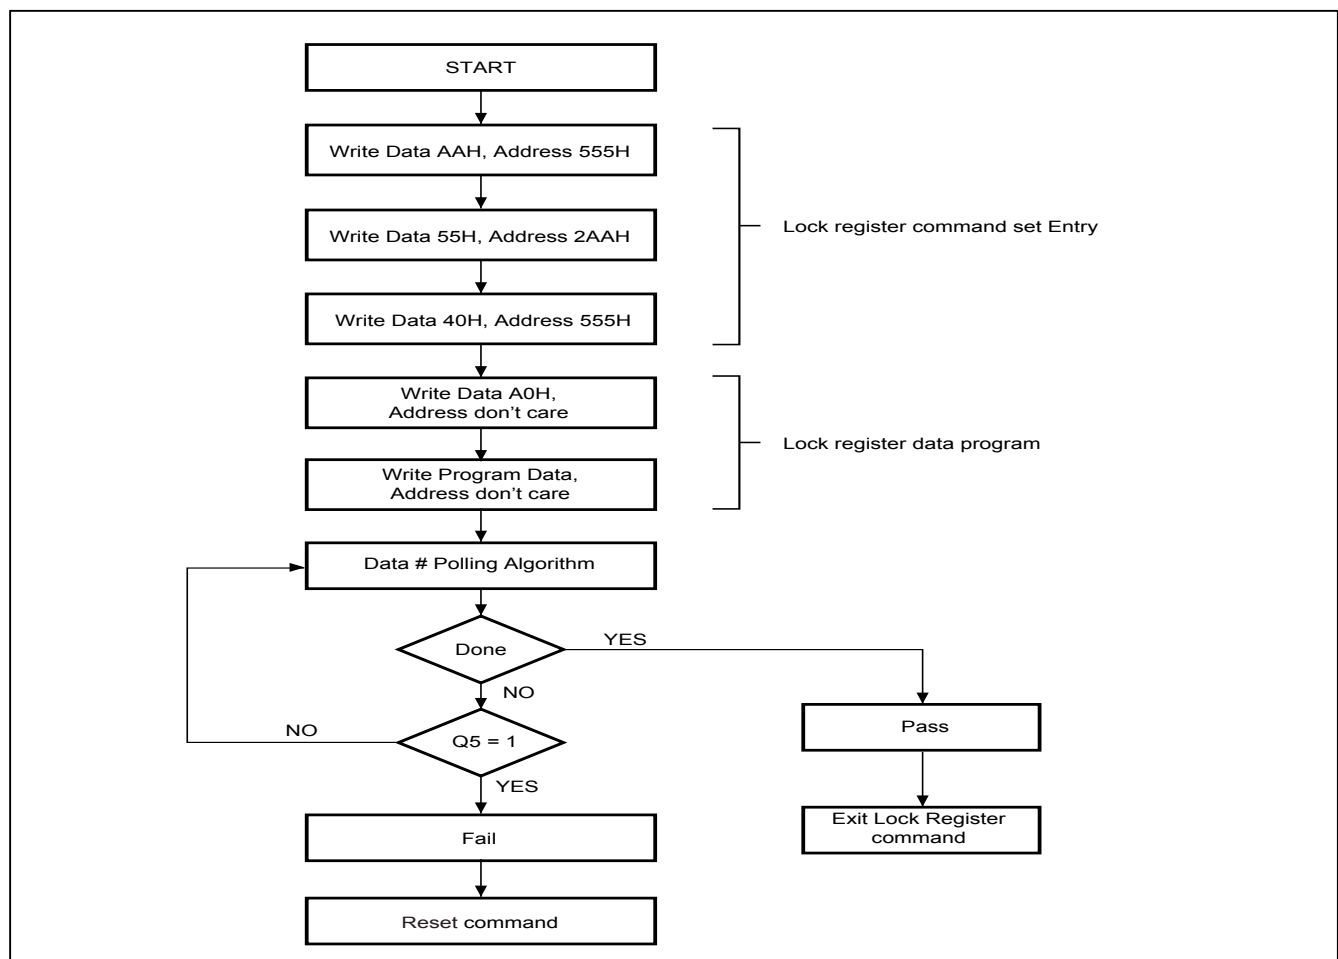 START
Write Data AAH, Address 555H
Write Data 55H, Address 2AAH
Lock register command set Entry
Write Data 40H, Address 555H
Write Data A0H,
Address don't care
Lock register data program
Write Program Data,
Address don't care
Data # Polling Algorithm
Done
YES
NO
Q5 = 1
NO
YES
Pass
Fail
Exit Lock Register
command
Reset command